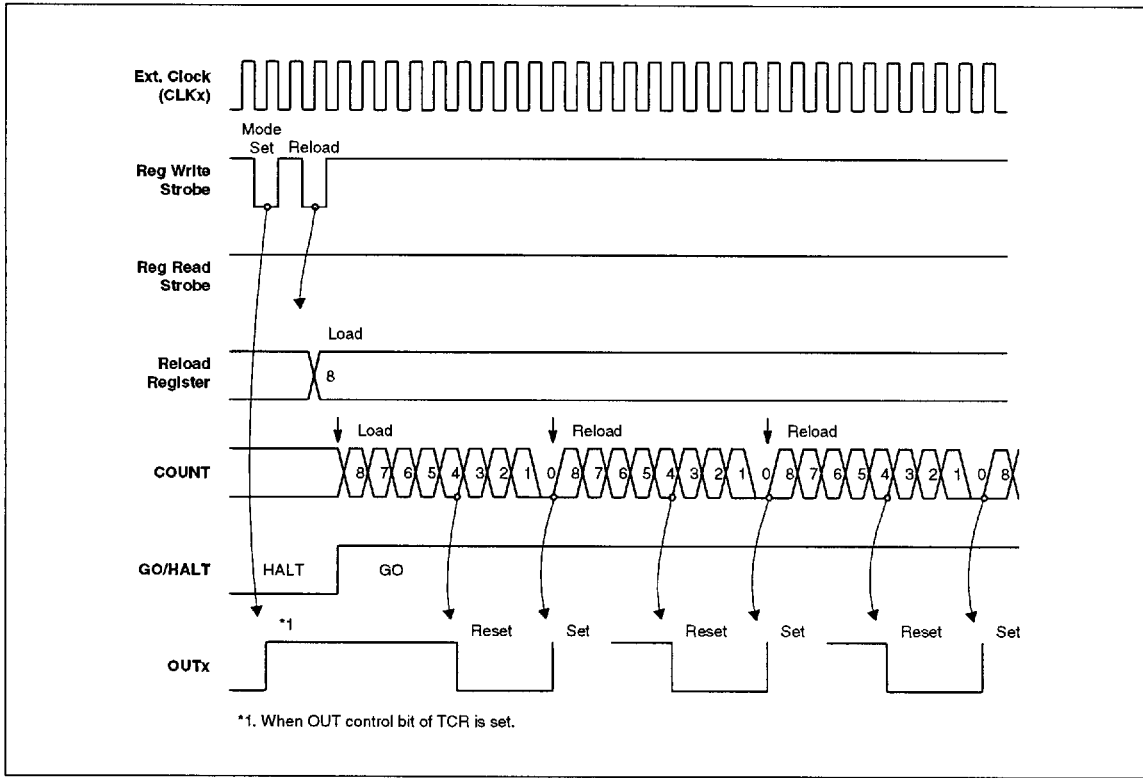 Ext. Clock
(CLKx)
Mode
Set Reload
Reg Write
Strobe
Reg Read
Strobe
Load
Reload
Register
8
Load Reload Reload
COUNT
8 7 6 5 4 3 2 1 0 8 7 6 5 4 3 2 1 0 8 7 6 5 4 3 2 1 0 8
GO/HALT
HALT GO
*1
Reset Set Reset Set Reset Set
OUTx
*1. When OUT control bit of TCR is set.